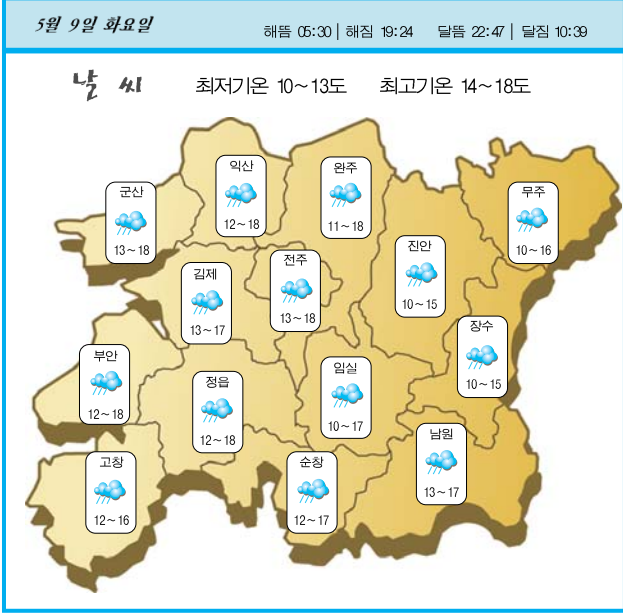 5월 9일 화요일
해뜸 05:30 | 해짐 19:24 달뜸 22:47 | 달짐 10:39
날 씨 최저기온 10~13도 최고기온 14~18도
익산
12~18
완주
11~18
군산
13~18
무주
10~16
진안
10~15
전주
13~18
김제
13~17
장수
10~15
부안
12~18
임실
10~17
정읍
12~18
남원
13~17
고창
12~16
순창
12~17